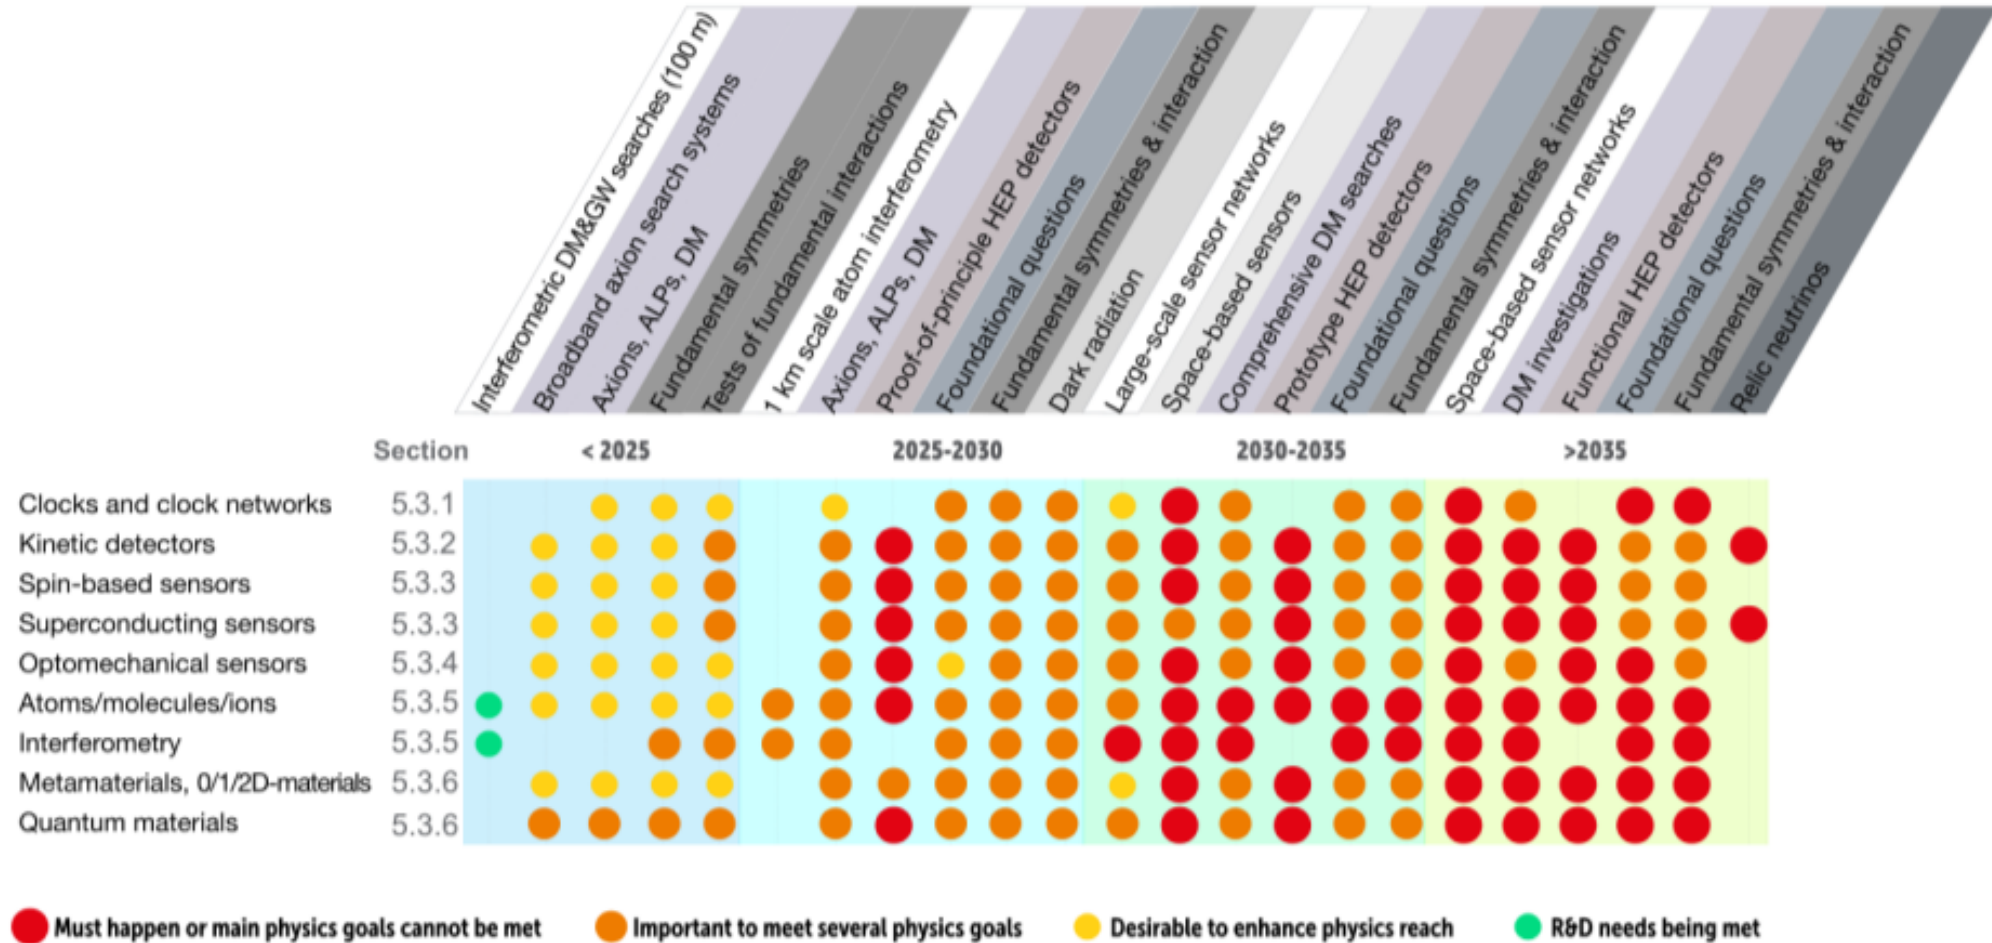 Interferometric DM&GW searches (100 m)
Broadband axion search systems
Axions, ALPs, DM
Fundamental symmetries
Tests of fundamental interactions
1 km scale atom interferometry
Axions, ALPs, DM
Proof-of-principle HEP detectors
Foundational questions
Fundamental symmetries & interaction
Dark radiation
Large-scale sensor networks
Space-based sensors
Comprehensive DM searches
Prototype HEP detectors
Foundational questions
Fundamental symmetries & interaction
Space-based sensor networks
DM investigations
Functional HEP detectors
Foundational questions
Fundamental symmetries & interaction
Relic neutrinos
Section < 2025 2025-2030 2030-2035 >2035
Clocks and clock networks 5.3.1
Kinetic detectors 5.3.2
Spin-based sensors 5.3.3
Superconducting sensors 5.3.3
Optomechanical sensors 5.3.4
Atoms/molecules/ions 5.3.5
Interferometry 5.3.5
Metamaterials, 0/1/2D-materials 5.3.6
Quantum materials 5.3.6
Must happen or main physics goals cannot be met Important to meet several physics goals Desirable to enhance physics reach R&D needs being met